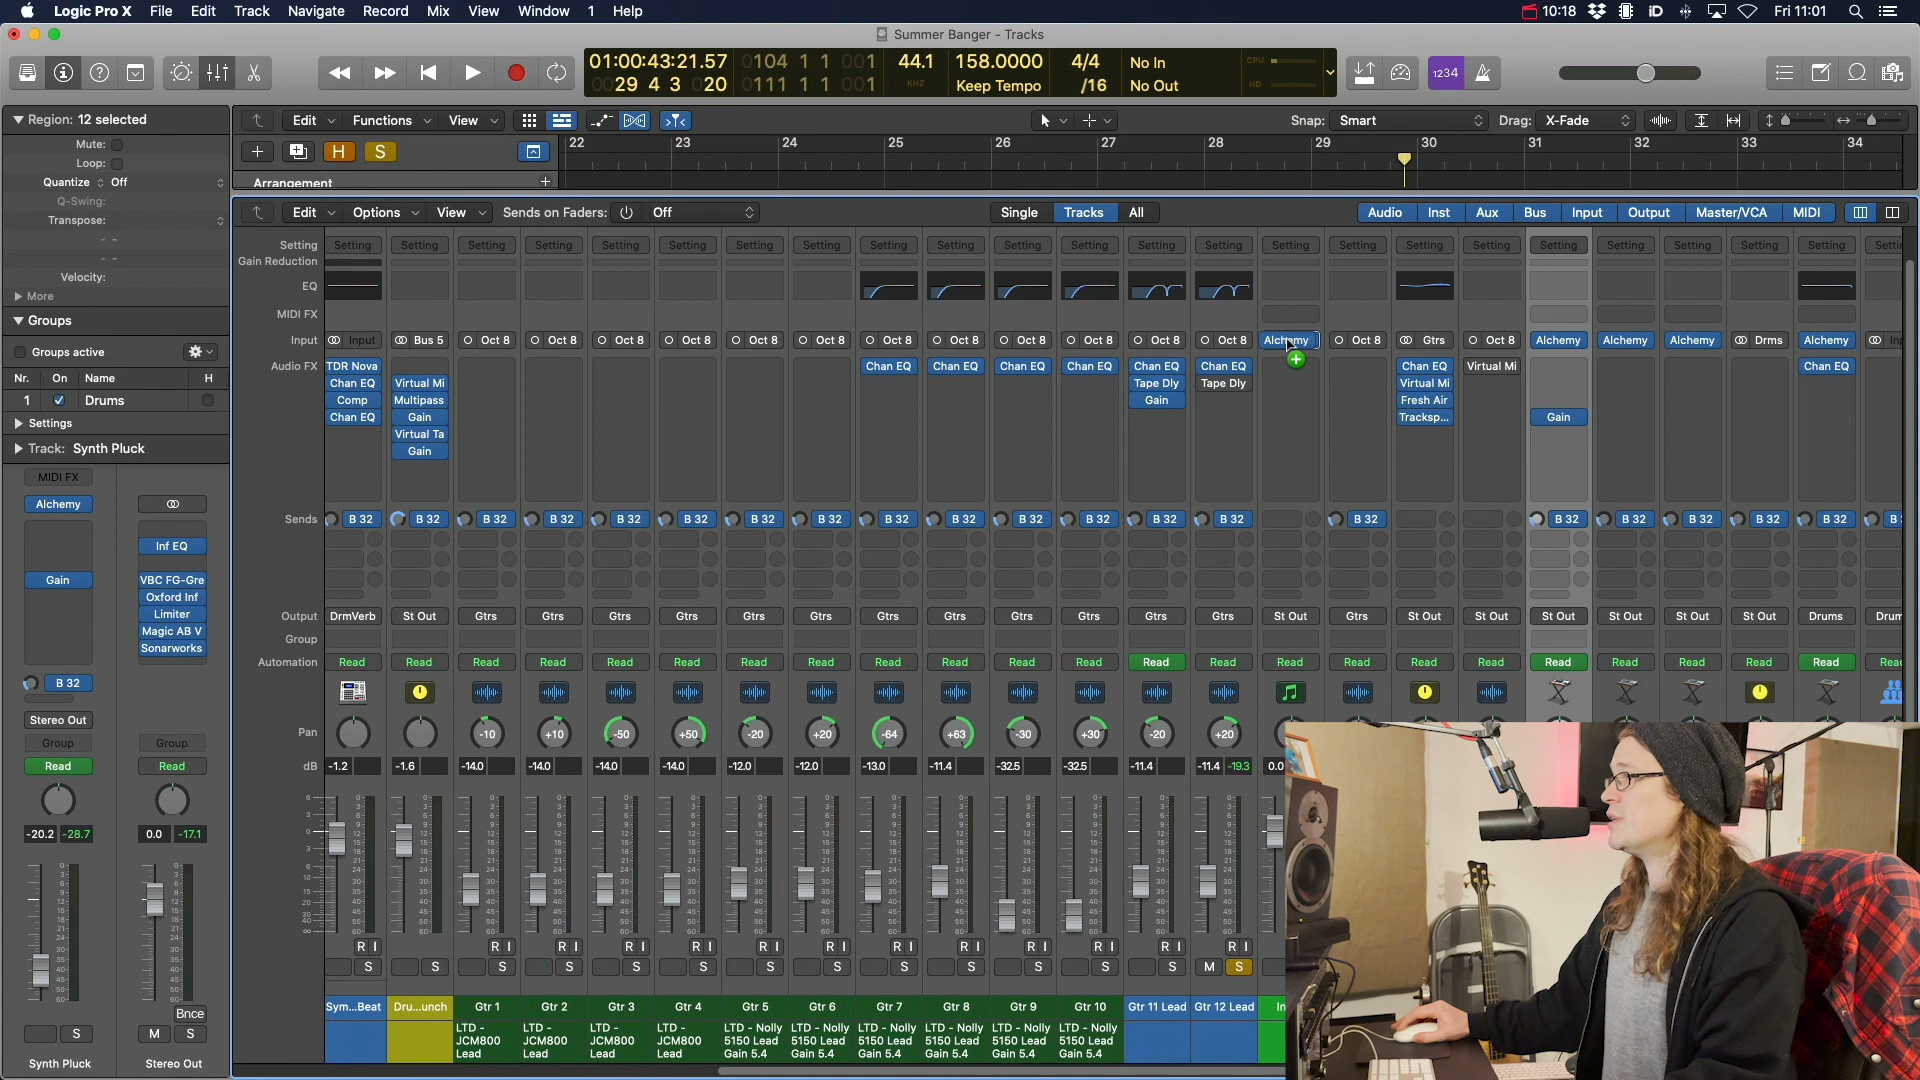 Logic Pro X File Edit Track Navigate Record Mix View Window 1 Help
10:18 iD Fri 11:01
Summer Banger - Tracks
01:00:43:21.57 0104 1 1 001 44.1 158.0000 4/4 No In CPU
0029 4 3 020 0111 1 1 001 KHZ Keep Tempo /16 No Out HD
1234
Region: 12 selected
Mute:
Loop:
Quantize Off
Q-Swing:
Transpose:
- -
- -
Velocity:
More
Groups
Groups active
Nr. On Name H
1 Drums
Settings
Track: Synth Pluck
MIDI FX
Alchemy
Inf EQ
Gain VBC FG-Gre
Oxford Inf
Limiter
Magic AB V
Sonarworks
B 32
Stereo Out
Group Group
Read Read
-20.2 -28.7 0.0 -17.1
Bnce
S M S
Synth Pluck Stereo Out
Edit Functions View Snap: Smart Drag: X-Fade
H S
22 23 24 25 26 27 28 29 30 31 32 33 34
Arrangement
Edit Options View Sends on Faders: Off Single Tracks All Audio Inst Aux Bus Input Output Master/VCA MIDI
Setting Setting Setting Setting Setting Setting Setting Setting Setting Setting Setting Setting Setting Setting Setting Setting Setting Setting Setting Setting Setting Setting Setting Setting
Gain Reduction
EQ
MIDI FX
Input Input Bus 5 Oct 8 Oct 8 Oct 8 Oct 8 Oct 8 Oct 8 Oct 8 Oct 8 Oct 8 Oct 8 Oct 8 Oct 8 Alchemy Oct 8 Gtrs Oct 8 Alchemy Alchemy Alchemy Drms Alchemy
Audio FX TDR Nova Chan EQ Chan EQ Chan EQ Chan EQ Chan EQ Chan EQ Chan EQ Virtual Mi Chan EQ
Chan EQ Virtual Mi Tape Dly Tape Dly Virtual Mi
Comp Multipass Gain Fresh Air
Chan EQ Gain Tracksp... Gain
Virtual Ta
Gain
Sends B 32 B 32 B 32 B 32 B 32 B 32 B 32 B 32 B 32 B 32 B 32 B 32 B 32 B 32 B 32 B 32 B 32 B 32 B 32 B 32
Output DrmVerb St Out Gtrs Gtrs Gtrs Gtrs Gtrs Gtrs Gtrs Gtrs Gtrs Gtrs Gtrs Gtrs St Out Gtrs St Out St Out St Out St Out St Out St Out Drums
Group
Automation Read Read Read Read Read Read Read Read Read Read Read Read Read Read Read Read Read Read Read Read Read Read Read
Pan -10 +10 -50 +50 -20 +20 -64 +63 -30 +30 -20 +20
dB -1.2 -1.6 -14.0 -14.0 -14.0 -14.0 -12.0 -12.0 -13.0 -11.4 -32.5 -32.5 -11.4 -11.4 -19.3 0.0
R I R I R I R I R I R I R I R I R I R I R I R I R I
S S S S S S S S S S S S S M S
Sym...Beat Dru...unch Gtr 1 Gtr 2 Gtr 3 Gtr 4 Gtr 5 Gtr 6 Gtr 7 Gtr 8 Gtr 9 Gtr 10 Gtr 11 Lead Gtr 12 Lead
LTD - LTD - LTD - LTD - LTD - Nolly LTD - Nolly LTD - Nolly LTD - Nolly LTD - Nolly LTD - Nolly
JCM800 JCM800 JCM800 JCM800 5150 Lead 5150 Lead 5150 Lead 5150 Lead 5150 Lead 5150 Lead
Lead Lead Lead Lead Gain 5.4 Gain 5.4 Gain 5.4 Gain 5.4 Gain 5.4 Gain 5.4